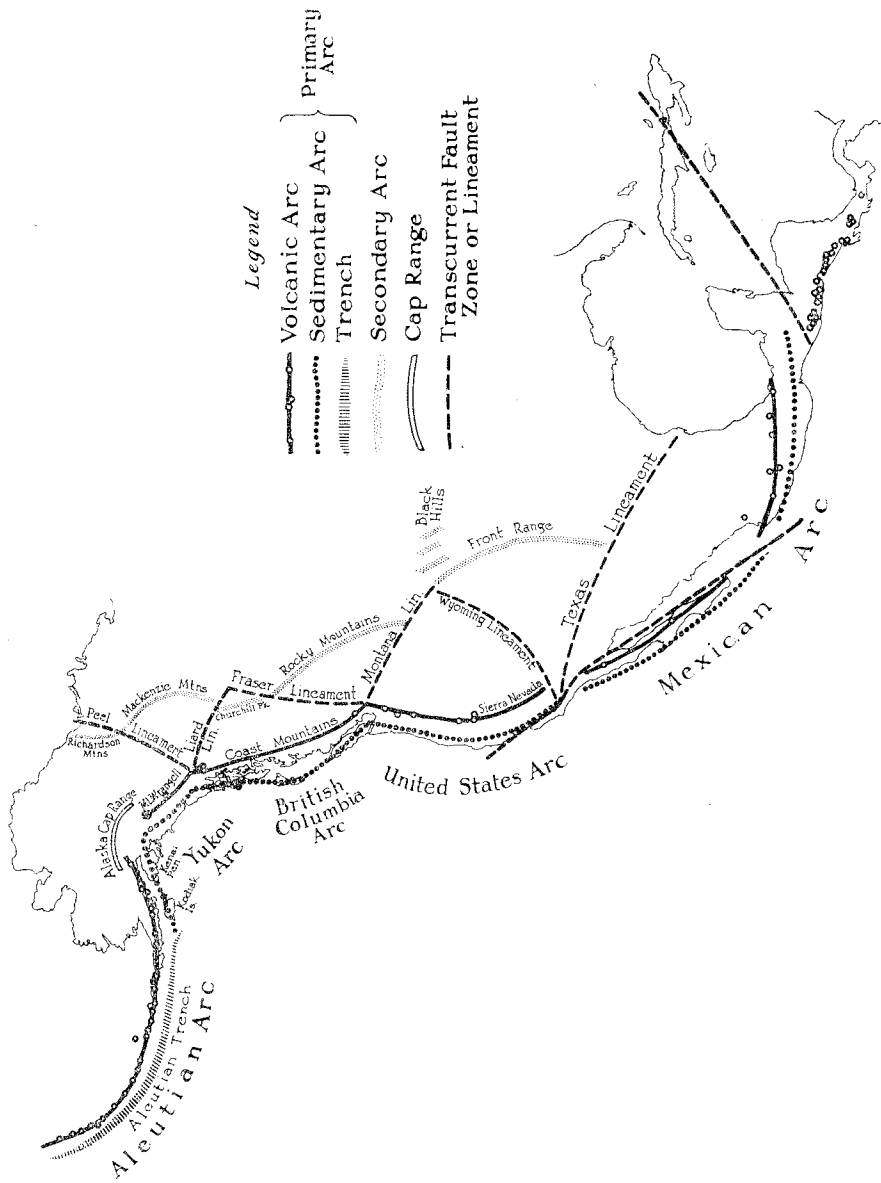 Legend
Volcanic Arc
Sedimentary Arc
Trench
Primary
Arc
Secondary Arc
Cap Range
Transcurrent Fault
Zone or Lineament
Aleutian Trench
Aleutian Arc
Alaska Cap Range
Kodiak
Is.
Kenai
Pen.
Mt. Wrangell
Yukon
Arc
Richardson
Mtns
Peel
Lineament
Mackenzie Mtns
Liard
Lin.
Churchill Pk.
Fraser
Lineament
Rocky Mountains
Coast Mountains
British
Columbia
Arc
Montana
Lin.
Black
Hills
Front Range
Wyoming Lineament
Sierra Nevada
United States Arc
Texas
Lineament
Mexican
Arc